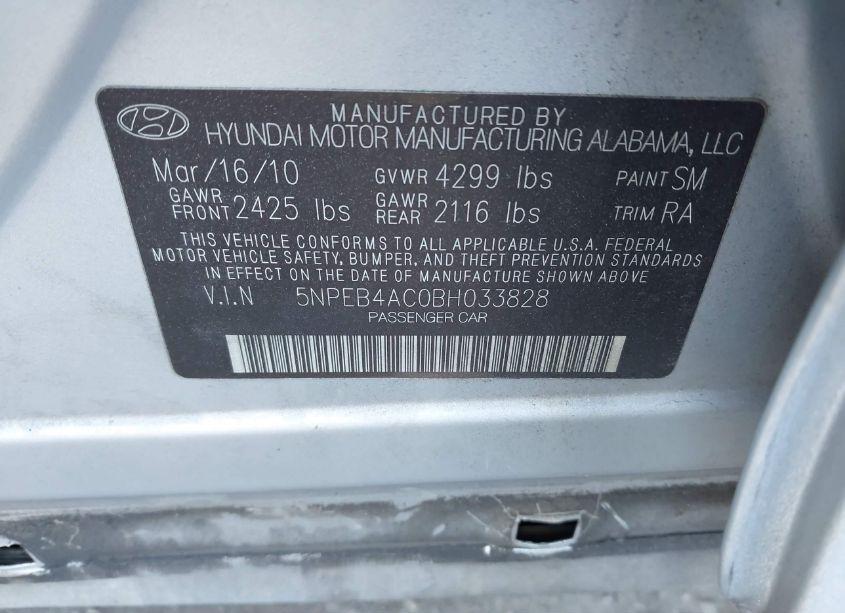 MANUFACTURED BY
HYUNDAI MOTOR MANUFACTURING ALABAMA, LLC
Mar/16/10 GVWR 4299 lbs PAINT SM
GAWR FRONT 2425 lbs GAWR REAR 2116 lbs TRIM RA
THIS VEHICLE CONFORMS TO ALL APPLICABLE U.S.A. FEDERAL
MOTOR VEHICLE SAFETY, BUMPER, AND THEFT PREVENTION STANDARDS
IN EFFECT ON THE DATE OF MANUFACTURE SHOWN ABOVE
V.I.N 5NPEB4AC0BH033828
PASSENGER CAR